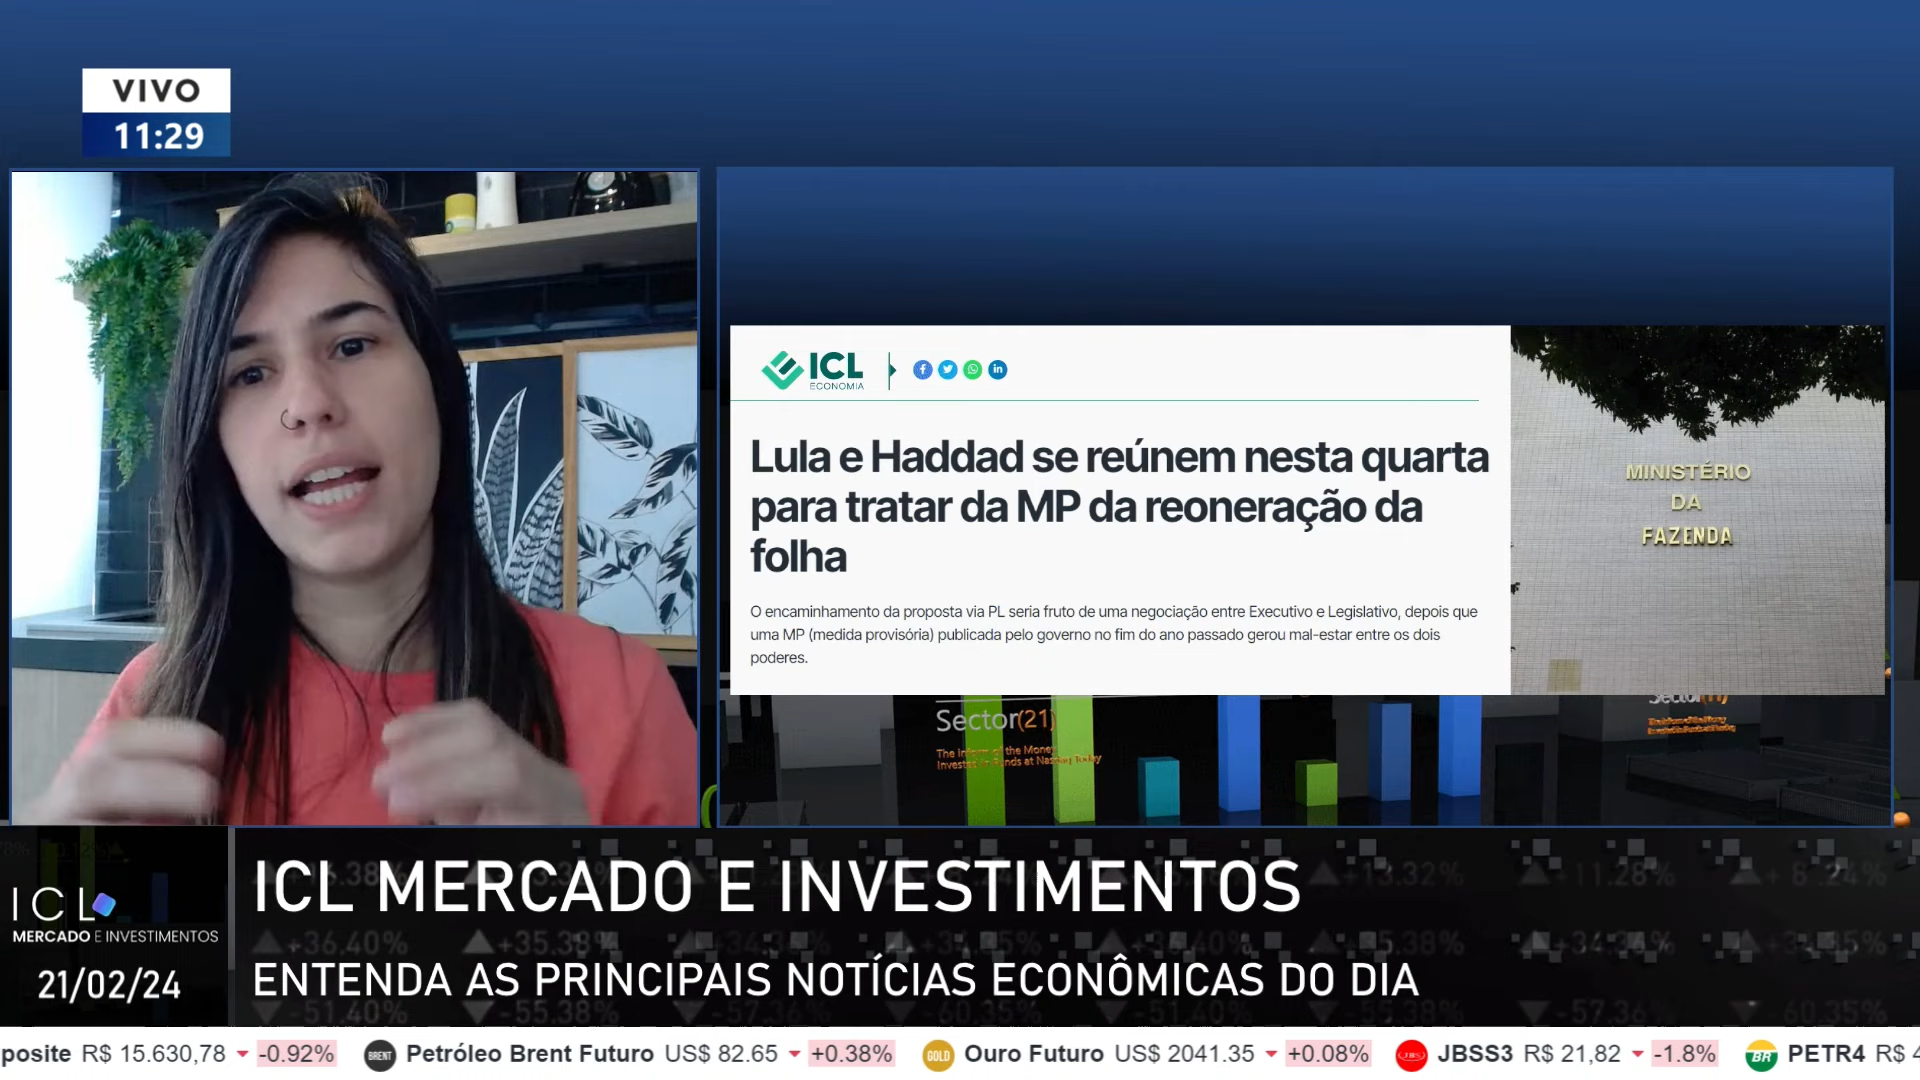 VIVO
11:29
ICL
ECONOMIA
Lula e Haddad se reúnem nesta quarta
para tratar da MP da reoneração da
folha
O encaminhamento da proposta via PL seria fruto de uma negociação entre Executivo e Legislativo, depois que
uma MP (medida provisória) publicada pelo governo no fim do ano passado gerou mal-estar entre os dois
poderes.
MINISTÉRIO
DA
FAZENDA
Sector(21)
ICL MERCADO E INVESTIMENTOS
ENTENDA AS PRINCIPAIS NOTÍCIAS ECONÔMICAS DO DIA
ICL
MERCADO E INVESTIMENTOS
21/02/24
posite R$ 15.630,78 -0.92% BRENT Petróleo Brent Futuro US$ 82.65 +0.38% GOLD Ouro Futuro US$ 2041.35 +0.08% JBS JBSS3 R$ 21,82 -1.8% BR PETR4 R$ 4